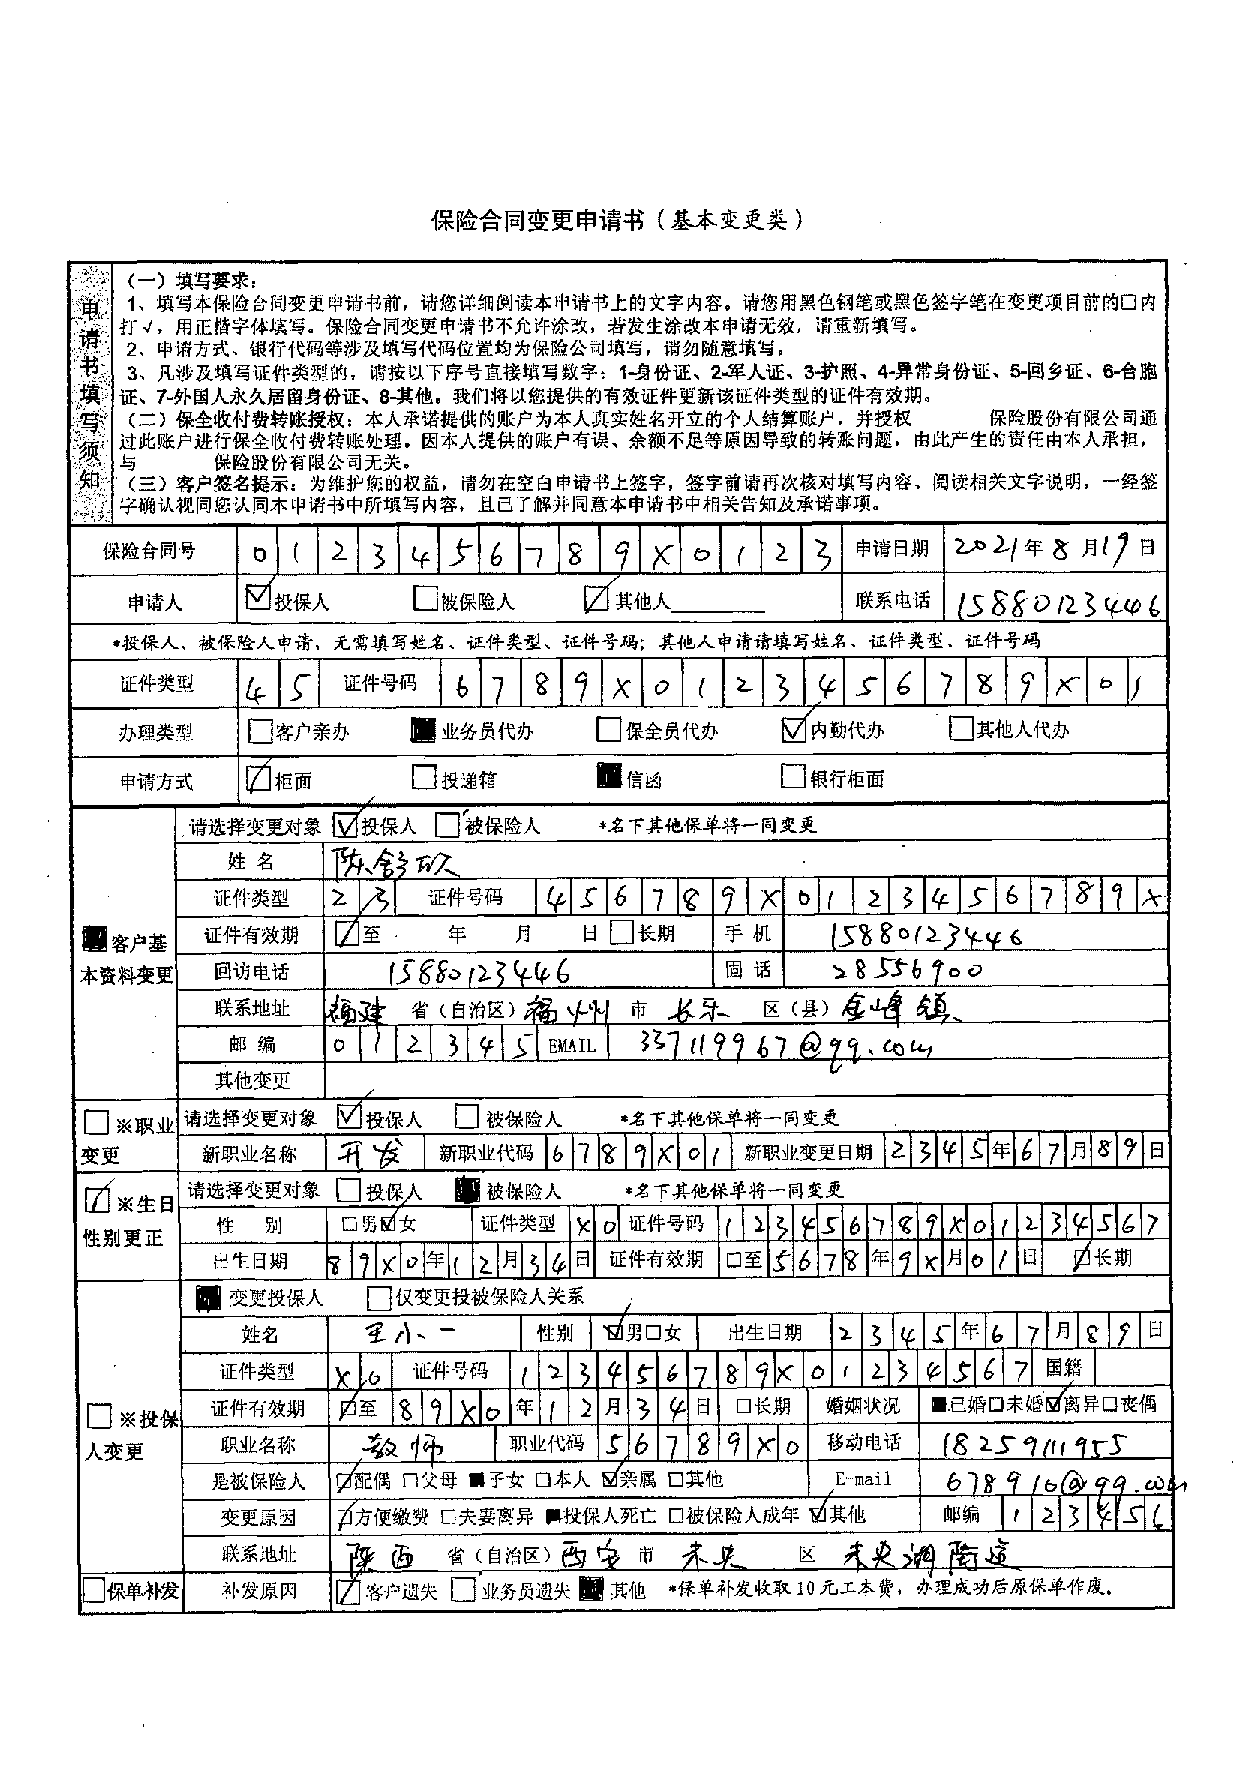 保险合同变更申请书（基本变更类）
申请书填写须知
（一）填写要求：
1、填写本保险合同变更申请书前，请您详细阅读本申请书上的文字内容。请您用黑色钢笔或黑色签字笔在变更项目前的□内
打√，用正楷字体填写。保险合同变更申请书不允许涂改，若发生涂改本申请无效，请重新填写。
2、申请方式、银行代码等涉及填写代码位置均为保险公司填写，请勿随意填写。
3、凡涉及填写证件类型的，请按以下序号直接填写数字：1-身份证、2-军人证、3-护照、4-异常身份证、5-回乡证、6-台胞
证、7-外国人永久居留身份证、8-其他。我们将以您提供的有效证件更新该证件类型的证件有效期。
（二）保全收付费转账授权：本人承诺提供的账户为本人真实姓名开立的个人结算账户，并授权 保险股份有限公司通
过此账户进行保全收付费转账处理。因本人提供的账户有误、余额不足等原因导致的转账问题，由此产生的责任由本人承担，
与 保险股份有限公司无关。
（三）客户签名提示：为维护您的权益，请勿在空白申请书上签字，签字前请再次核对填写内容、阅读相关文字说明，一经签
字确认视同您认同本申请书中所填写内容，且已了解并同意本申请书中相关告知及承诺事项。
保险合同号 0 1 2 3 4 5 6 7 8 9 X 0 1 2 3 申请日期 2021年8月19日
申请人 ☑投保人 □被保险人 ☑其他人 联系电话 15880123446
*投保人、被保险人申请，无需填写姓名、证件类型、证件号码；其他人申请请填写姓名、证件类型、证件号码
证件类型 4 5 证件号码 6 7 8 9 X 0 1 2 3 4 5 6 7 8 9 X 0 1
办理类型 □客户亲办 ■业务员代办 □保全员代办 ☑内勤代办 □其他人代办
申请方式 ☑柜面 □投递箱 ■信函 □银行柜面
■客户基本资料变更
请选择变更对象 ☑投保人 □被保险人 *名下其他保单将一同变更
姓 名 陈
证件类型 2 3 证件号码 4 5 6 7 8 9 X 0 1 2 3 4 5 6 7 8 9 X
证件有效期 ☑至 年 月 日 □长期 手 机 15880123446
回访电话 15880123446 固 话 28556900
联系地址 福建 省（自治区） 福州 市 长乐 区（县） 金峰镇
邮 编 0 1 2 3 4 5 EMAIL 337119967@qq.com
其他变更
□※职业变更
请选择变更对象 ☑投保人 □被保险人 *名下其他保单将一同变更
新职业名称 开发 新职业代码 6 7 8 9 X 0 1 新职业变更日期 2 3 4 5年6 7月8 9日
☑※生日性别更正
请选择变更对象 □投保人 ■被保险人 *名下其他保单将一同变更
性 别 □男☑女 证件类型 X 0 证件号码 1 2 3 4 5 6 7 8 9 X 0 1 2 3 4 5 6 7
出生日期 8 9 X 0年1 2月3 4日 证件有效期 □至5 6 7 8年9 X月0 1日 ☑长期
□※投保人变更
■变更投保人 □仅变更投被保险人关系
姓名 王小一 性别 ☑男□女 出生日期 2 3 4 5年6 7月8 9日
证件类型 X 0 证件号码 1 2 3 4 5 6 7 8 9 X 0 1 2 3 4 5 6 7 国籍
证件有效期 ☑至8 9 X 0年1 2月3 4日 □长期 婚姻状况 ■已婚□未婚☑离异□丧偶
职业名称 教师 职业代码 5 6 7 8 9 X 0 移动电话 18259111955
是被保险人 ☑配偶 □父母 ■子女 □本人 ☑亲属 □其他 E-mail 678910@qq.com
变更原因 ☑方便缴费 □夫妻离异 ■投保人死亡 □被保险人成年 ☑其他 邮编 1 2 3 4 5 6
联系地址 陕西 省（自治区） 西安 市 未央 区 未央湖街道
□保单补发 补发原因 ☑客户遗失 □业务员遗失 ■其他 *保单补发收取10元工本费，办理成功后原保单作废。